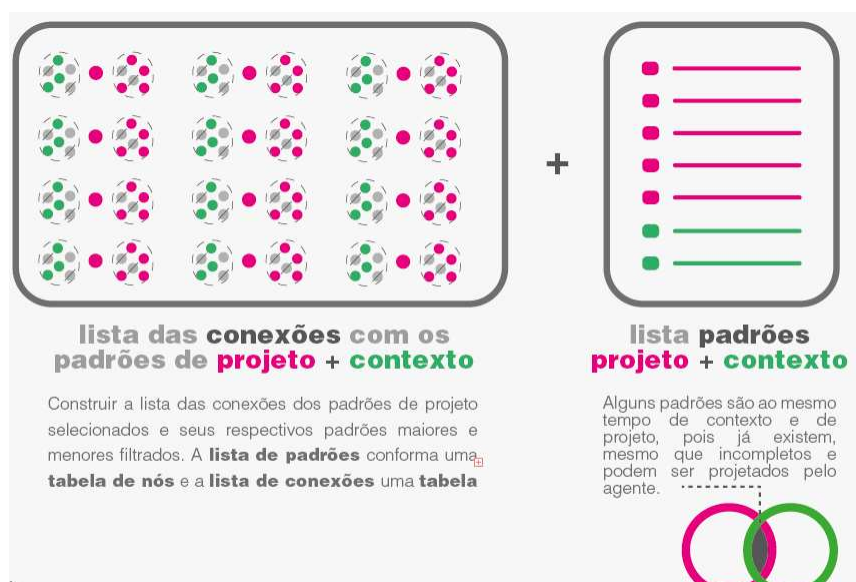 lista das conexões com os
padrões de projeto + contexto
Construir a lista das conexões dos padrões de projeto
selecionados e seus respectivos padrões maiores e
menores filtrados. A lista de padrões conforma uma
tabela de nós e a lista de conexões uma tabela
+
lista padrões
projeto + contexto
Alguns padrões são ao mesmo
tempo de contexto e de
projeto, pois já existem,
mesmo que incompletos e
podem ser projetados pelo
agente.